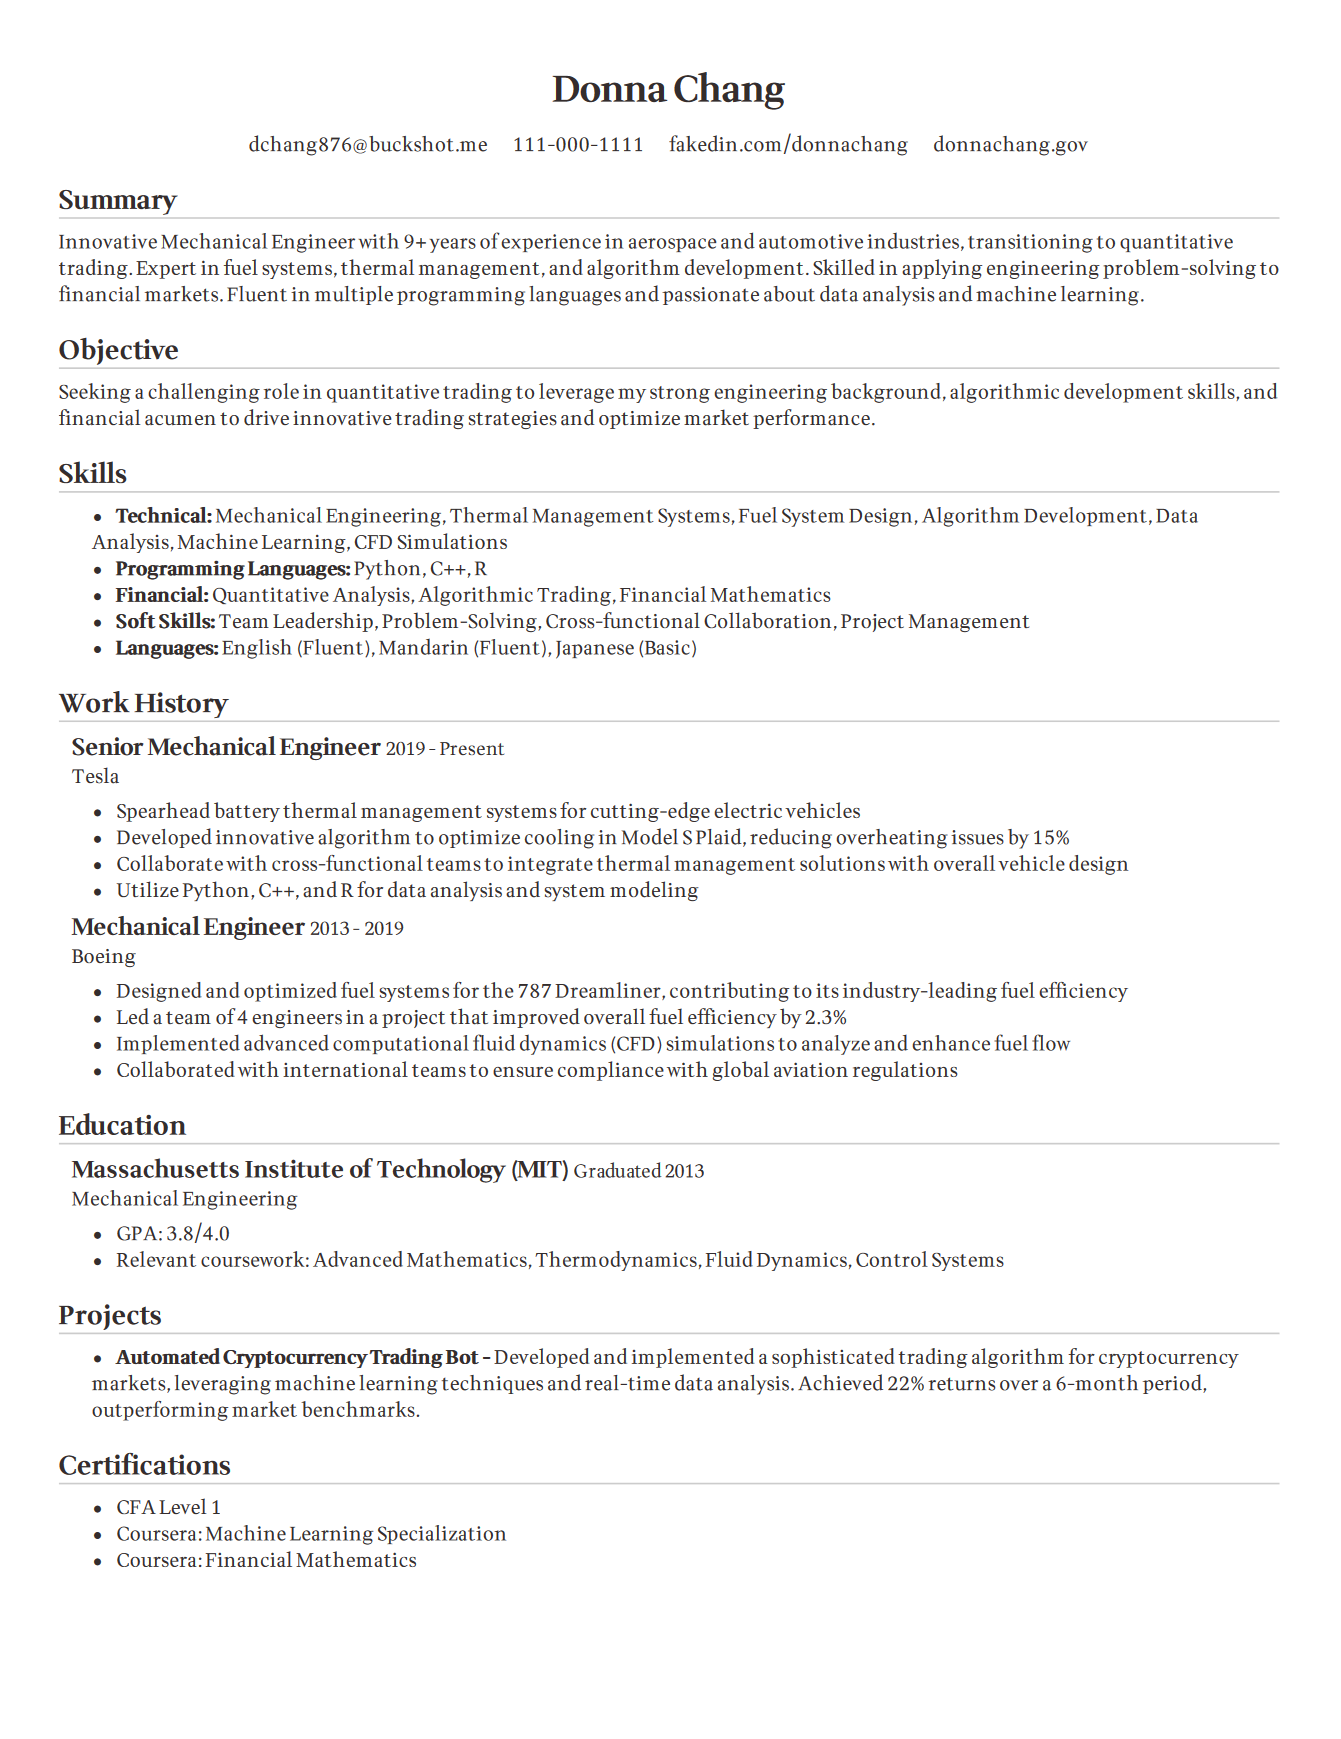 Donna Chang
dchang876@buckshot.me 111-000-1111 fakedin.com/donnachang donnachang.gov
Summary
Innovative Mechanical Engineer with 9+ years of experience in aerospace and automotive industries, transitioning to quantitative
trading. Expert in fuel systems, thermal management, and algorithm development. Skilled in applying engineering problem-solving to
financial markets. Fluent in multiple programming languages and passionate about data analysis and machine learning.
Objective
Seeking a challenging role in quantitative trading to leverage my strong engineering background, algorithmic development skills, and
financial acumen to drive innovative trading strategies and optimize market performance.
Skills
• Technical: Mechanical Engineering, Thermal Management Systems, Fuel System Design, Algorithm Development, Data
Analysis, Machine Learning, CFD Simulations
• Programming Languages: Python, C++, R
• Financial: Quantitative Analysis, Algorithmic Trading, Financial Mathematics
• Soft Skills: Team Leadership, Problem-Solving, Cross-functional Collaboration, Project Management
• Languages: English (Fluent), Mandarin (Fluent), Japanese (Basic)
Work History
Senior Mechanical Engineer 2019 - Present
Tesla
• Spearhead battery thermal management systems for cutting-edge electric vehicles
• Developed innovative algorithm to optimize cooling in Model S Plaid, reducing overheating issues by 15%
• Collaborate with cross-functional teams to integrate thermal management solutions with overall vehicle design
• Utilize Python, C++, and R for data analysis and system modeling
Mechanical Engineer 2013 - 2019
Boeing
• Designed and optimized fuel systems for the 787 Dreamliner, contributing to its industry-leading fuel efficiency
• Led a team of 4 engineers in a project that improved overall fuel efficiency by 2.3%
• Implemented advanced computational fluid dynamics (CFD) simulations to analyze and enhance fuel flow
• Collaborated with international teams to ensure compliance with global aviation regulations
Education
Massachusetts Institute of Technology (MIT) Graduated 2013
Mechanical Engineering
• GPA: 3.8/4.0
• Relevant coursework: Advanced Mathematics, Thermodynamics, Fluid Dynamics, Control Systems
Projects
• Automated Cryptocurrency Trading Bot - Developed and implemented a sophisticated trading algorithm for cryptocurrency
markets, leveraging machine learning techniques and real-time data analysis. Achieved 22% returns over a 6-month period,
outperforming market benchmarks.
Certifications
• CFA Level 1
• Coursera: Machine Learning Specialization
• Coursera: Financial Mathematics